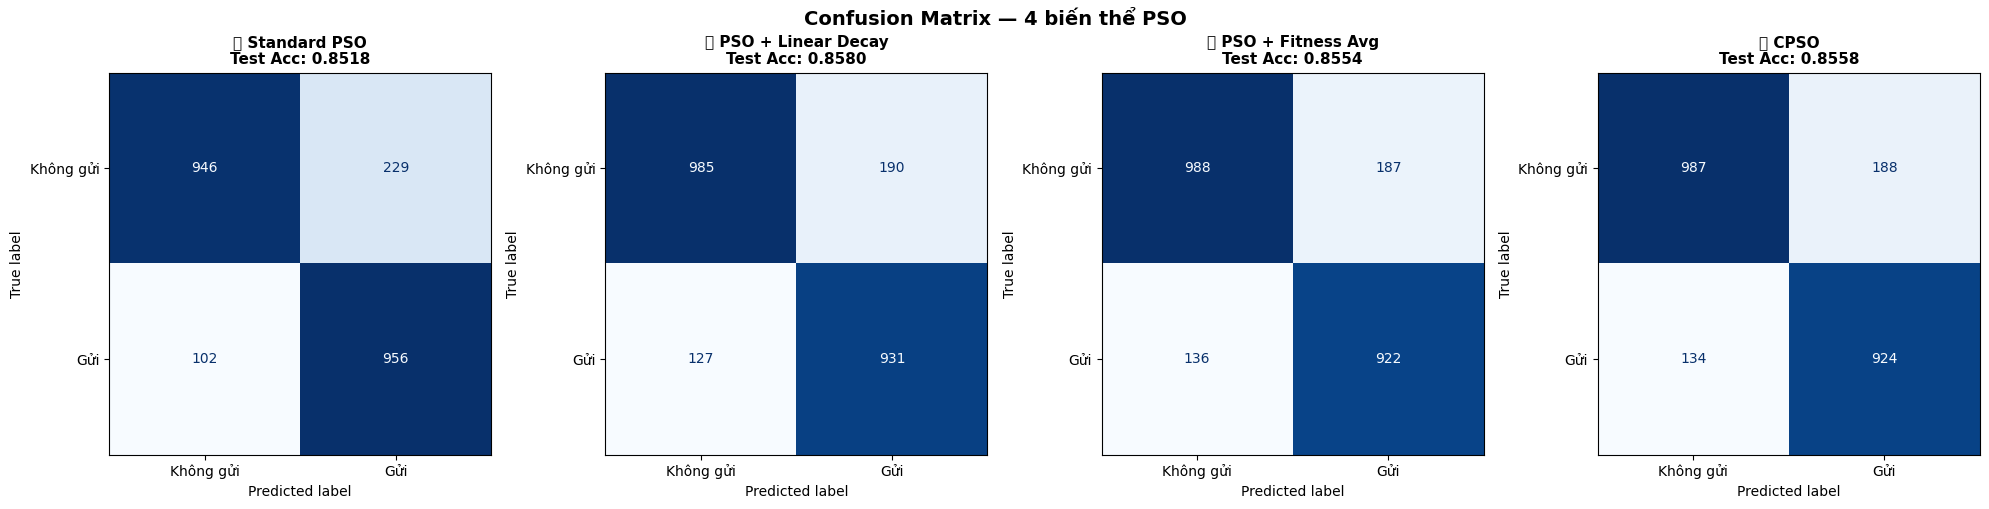 Confusion Matrix — 4 biến thể PSO
Standard PSO
Test Acc: 0.8518
Không gửi
946
229
Gửi
102
956
True label
Không gửi
Gửi
Predicted label
PSO + Linear Decay
Test Acc: 0.8580
Không gửi
985
190
Gửi
127
931
True label
Không gửi
Gửi
Predicted label
PSO + Fitness Avg
Test Acc: 0.8554
Không gửi
988
187
Gửi
136
922
True label
Không gửi
Gửi
Predicted label
CPSO
Test Acc: 0.8558
Không gửi
987
188
Gửi
134
924
True label
Không gửi
Gửi
Predicted label